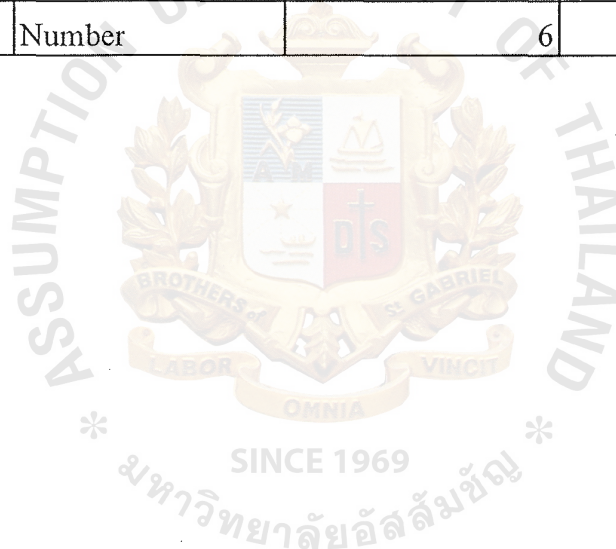 Number 6
ASSUMPTION
OF
THAILAND
A M
D S
BROTHERS of St GABRIEL
LABOR
VINCIT
OMNIA
SINCE 1969
มหาวิทยาลัยอัสสัมชัญ